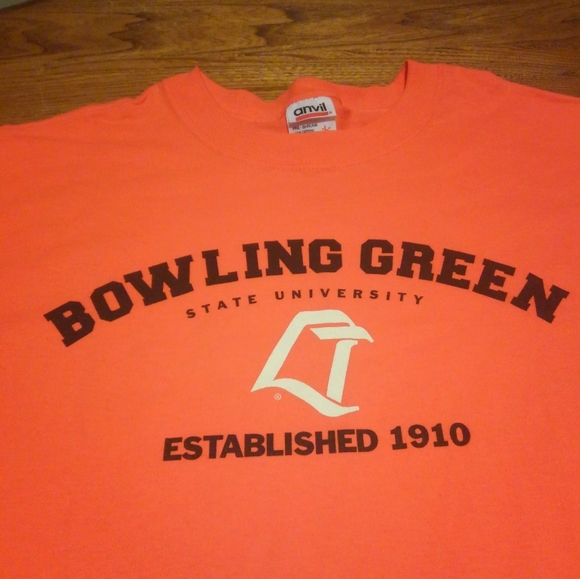 anvil
BOWLING GREEN
STATE UNIVERSITY
®
ESTABLISHED 1910